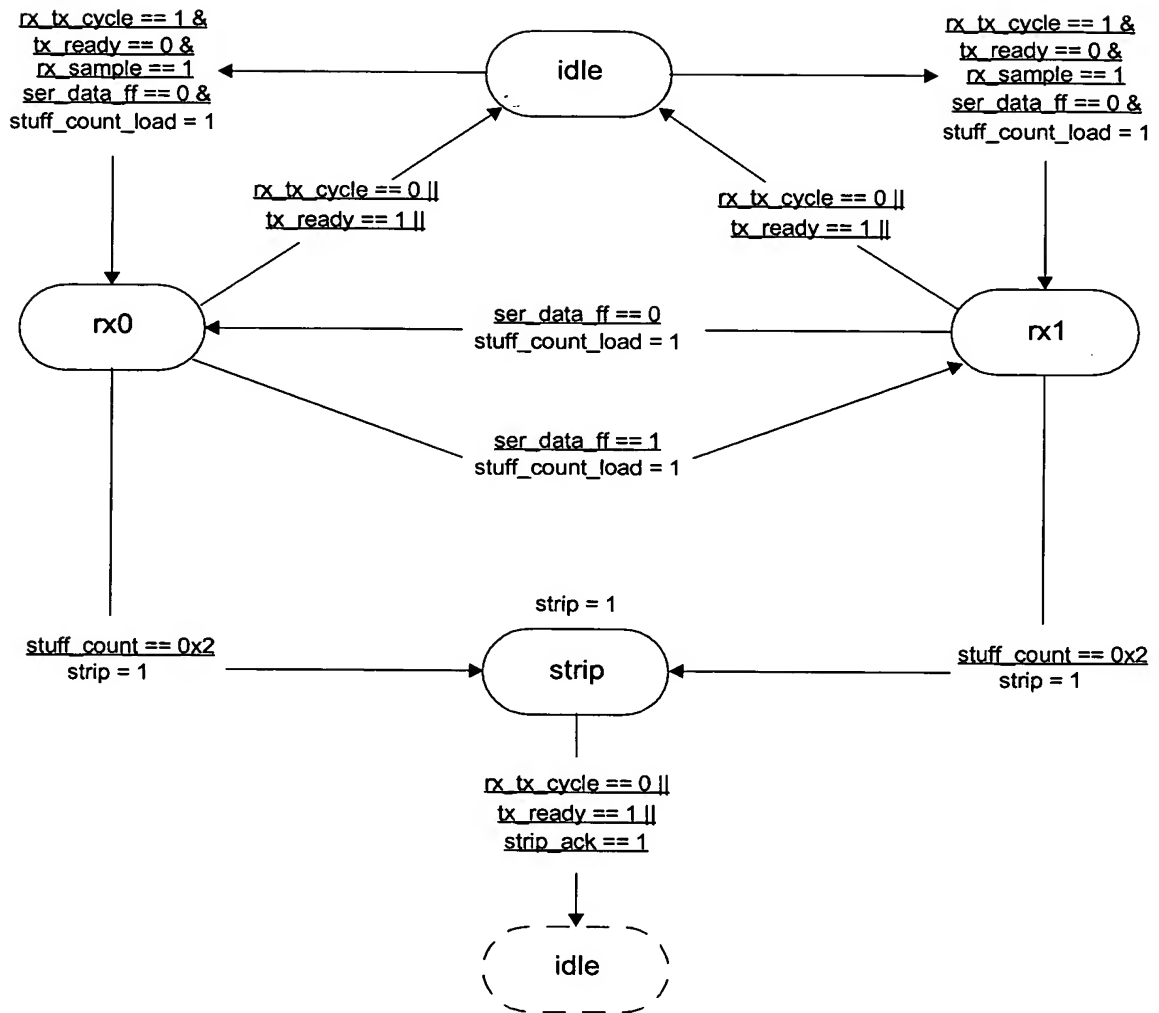 rx_tx_cycle == 1 &
tx_ready == 0 &
rx_sample == 1
ser_data_ff == 0 &
stuff_count_load = 1
idle
rx_tx_cycle == 1 &
tx_ready == 0 &
rx_sample == 1
ser_data_ff == 0 &
stuff_count_load = 1
rx_tx_cycle == 0 ||
tx_ready == 1 ||
rx_tx_cycle == 0 ||
tx_ready == 1 ||
rx0
ser_data_ff == 0
stuff_count_load = 1
rx1
ser_data_ff == 1
stuff_count_load = 1
strip = 1
stuff_count == 0x2
strip = 1
strip
stuff_count == 0x2
strip = 1
rx_tx_cycle == 0 ||
tx_ready == 1 ||
strip_ack == 1
idle